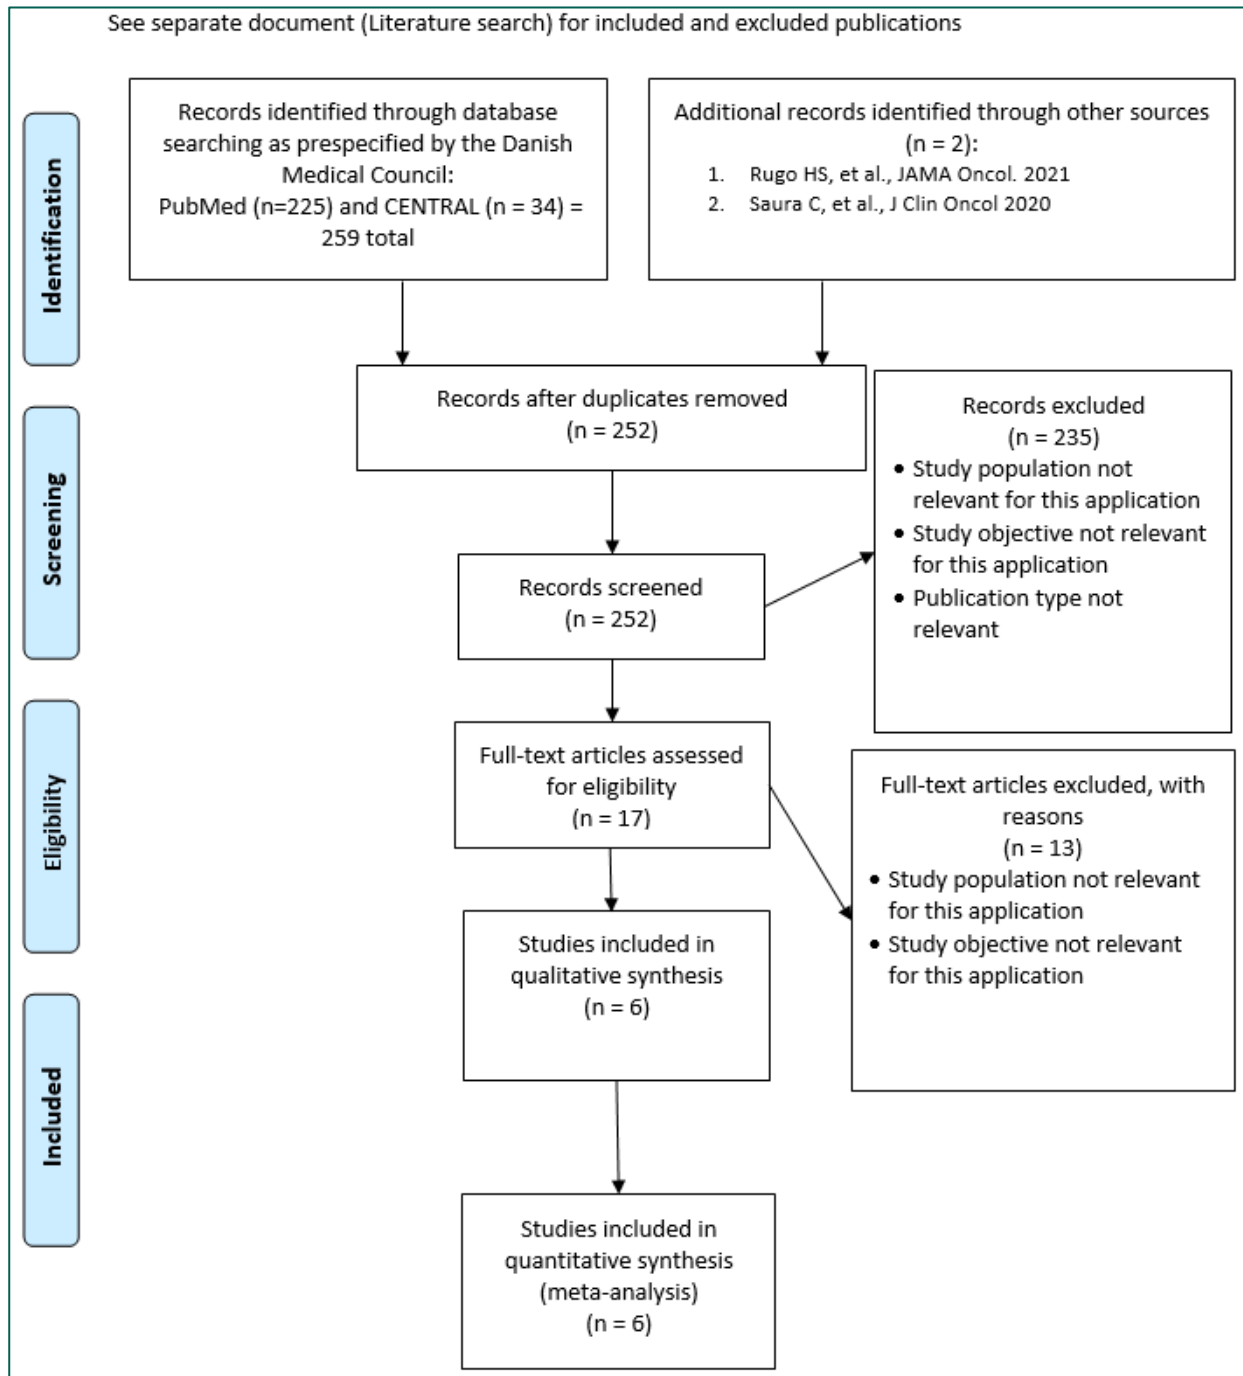 See separate document (Literature search) for included and excluded publications
Identification
Records identified through database
searching as prespecified by the Danish
Medical Council:
PubMed (n=225) and CENTRAL (n = 34) =
259 total
Additional records identified through other sources
(n = 2):
1. Rugo HS, et al., JAMA Oncol. 2021
2. Saura C, et al., J Clin Oncol 2020
Records after duplicates removed
(n = 252)
Screening
Records screened
(n = 252)
Records excluded
(n = 235)
• Study population not
relevant for this application
• Study objective not relevant
for this application
• Publication type not
relevant
Eligibility
Full-text articles assessed
for eligibility
(n = 17)
Full-text articles excluded, with
reasons
(n = 13)
• Study population not relevant
for this application
• Study objective not relevant
for this application
Studies included in
qualitative synthesis
(n = 6)
Included
Studies included in
quantitative synthesis
(meta-analysis)
(n = 6)